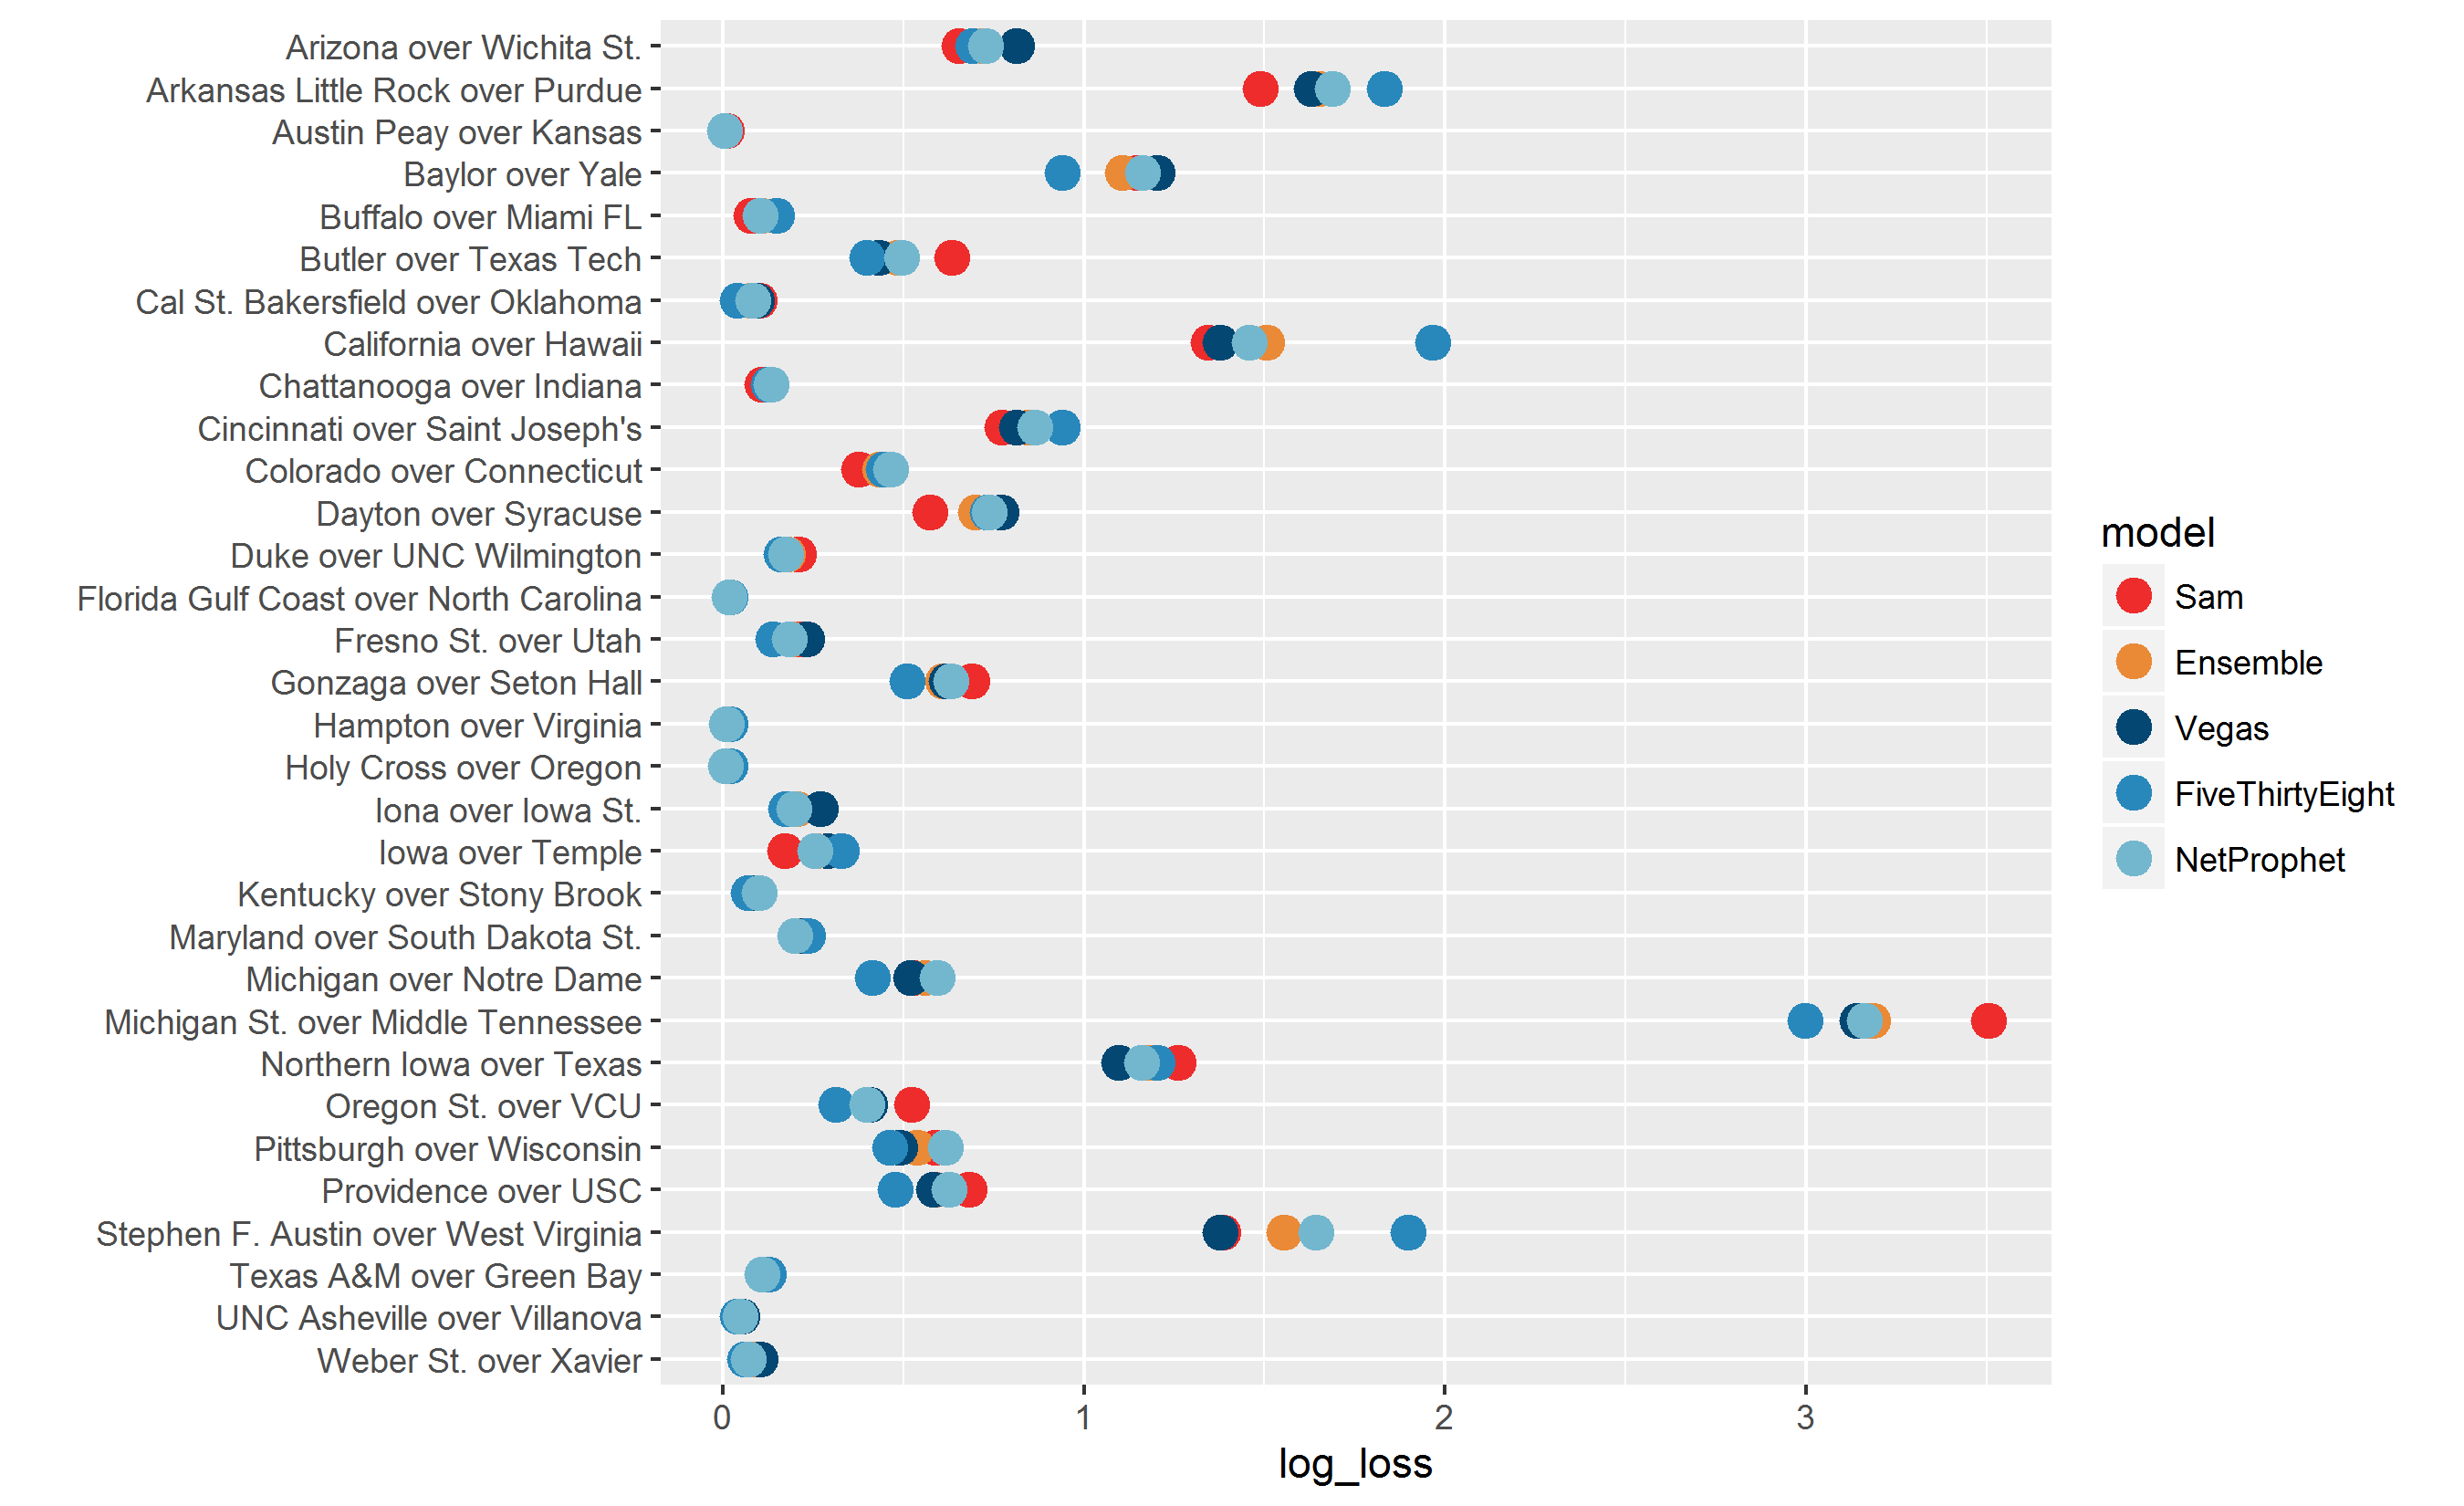 Arizona over Wichita St.
Arkansas Little Rock over Purdue
Austin Peay over Kansas
Baylor over Yale
Buffalo over Miami FL
Butler over Texas Tech
Cal St. Bakersfield over Oklahoma
California over Hawaii
Chattanooga over Indiana
Cincinnati over Saint Joseph's
Colorado over Connecticut
Dayton over Syracuse
Duke over UNC Wilmington
Florida Gulf Coast over North Carolina
Fresno St. over Utah
Gonzaga over Seton Hall
Hampton over Virginia
Holy Cross over Oregon
Iona over Iowa St.
Iowa over Temple
Kentucky over Stony Brook
Maryland over South Dakota St.
Michigan over Notre Dame
Michigan St. over Middle Tennessee
Northern Iowa over Texas
Oregon St. over VCU
Pittsburgh over Wisconsin
Providence over USC
Stephen F. Austin over West Virginia
Texas A&M over Green Bay
UNC Asheville over Villanova
Weber St. over Xavier
0 1 2 3
log_loss
model
Sam
Ensemble
Vegas
FiveThirtyEight
NetProphet